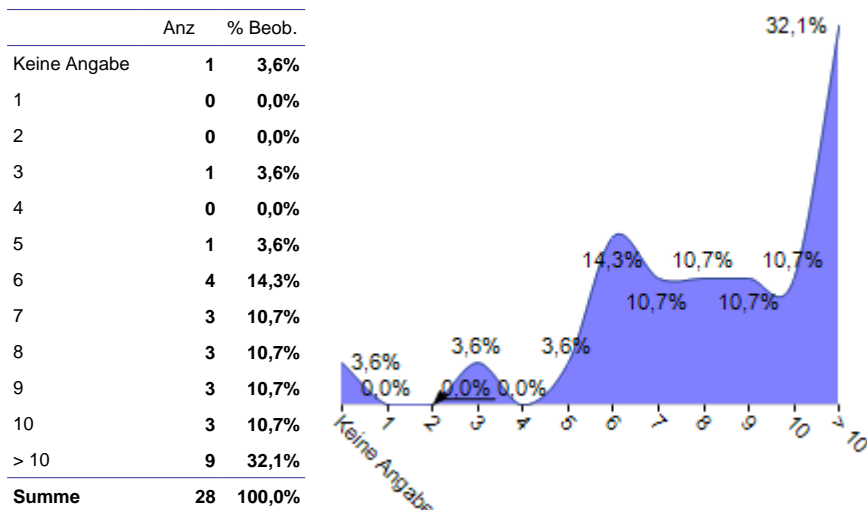 Anz % Beob.
Keine Angabe 1 3,6%
1 0 0,0%
2 0 0,0%
3 1 3,6%
4 0 0,0%
5 1 3,6%
6 4 14,3%
7 3 10,7%
8 3 10,7%
9 3 10,7%
10 3 10,7%
> 10 9 32,1%
Summe 28 100,0%
32,1%
14,3% 10,7% 10,7%
10,7% 10,7%
3,6% 3,6% 3,6%
0,0% 0,0% 0,0%
Keine Angabe 1 2 3 4 5 6 7 8 9 10 > 10